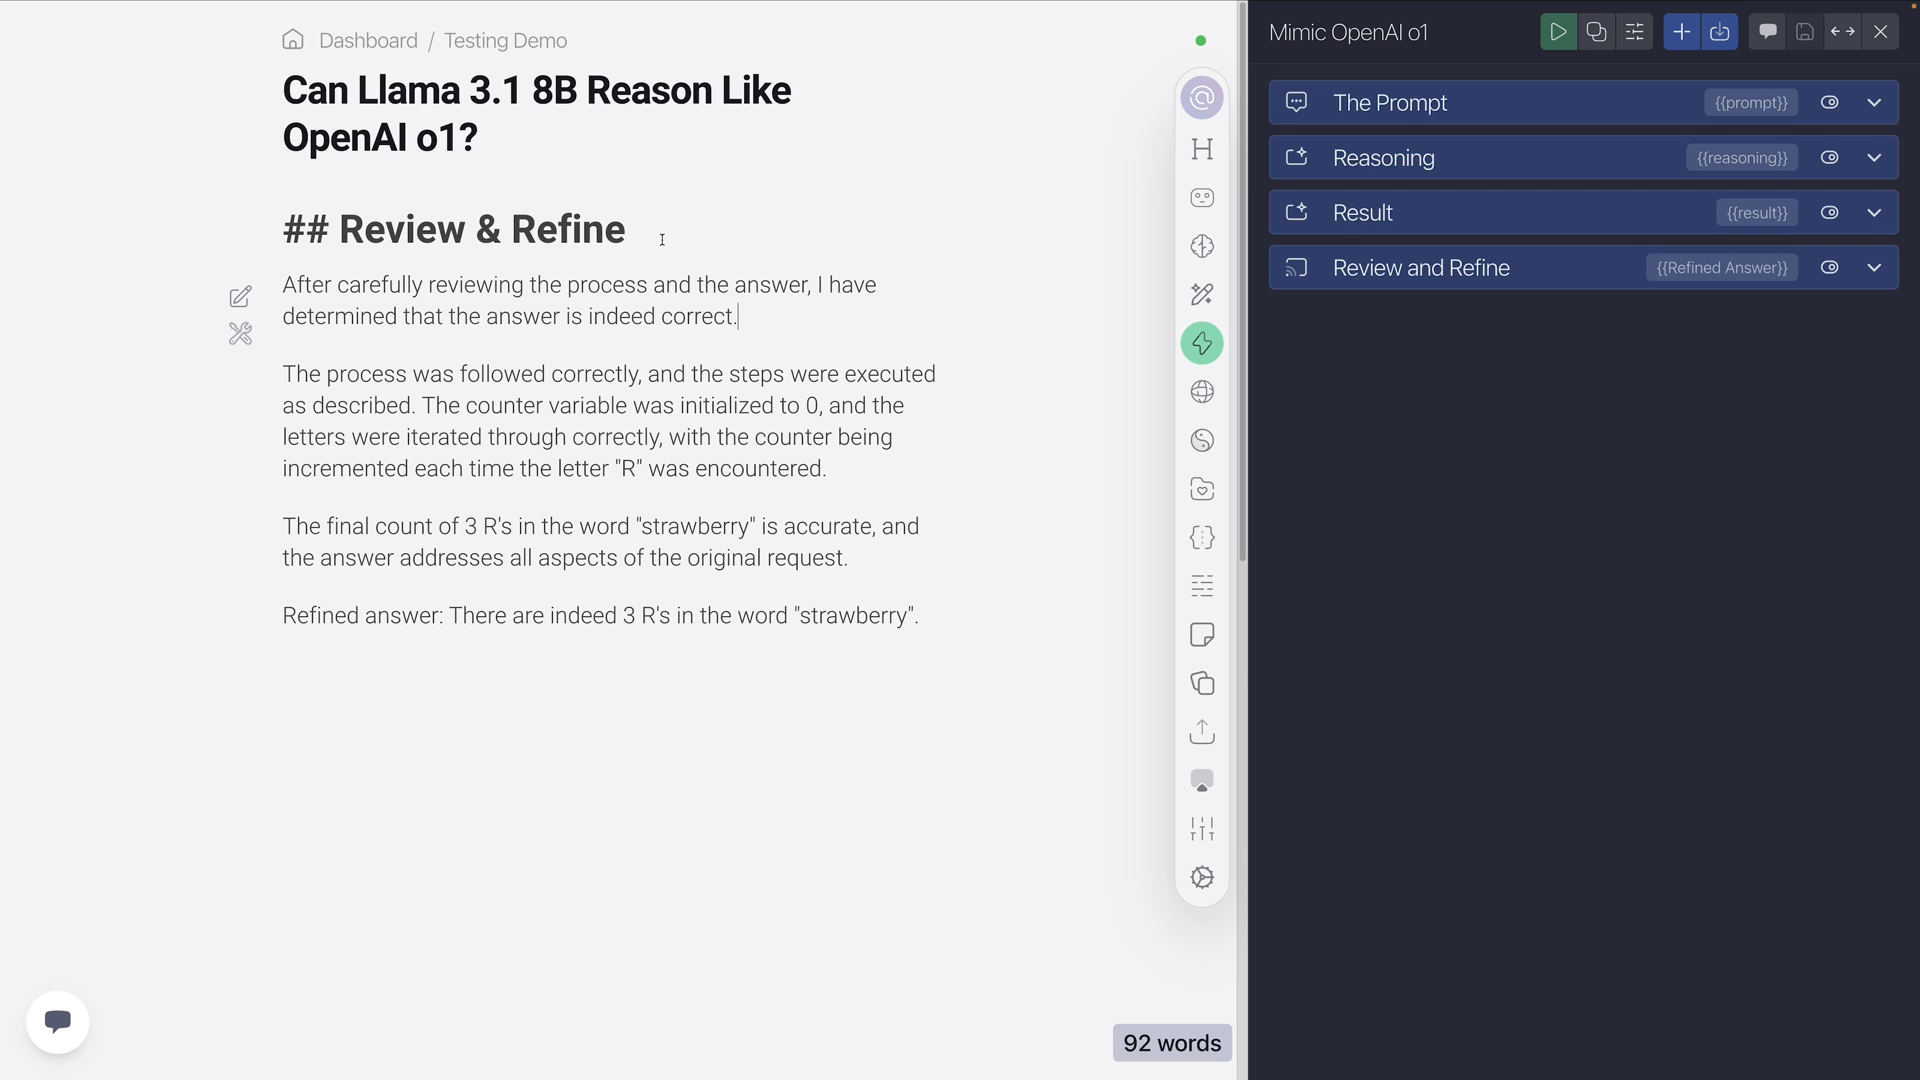 Dashboard / Testing Demo
Can Llama 3.1 8B Reason Like
OpenAI o1?
## Review & Refine
After carefully reviewing the process and the answer, I have
determined that the answer is indeed correct.
The process was followed correctly, and the steps were executed
as described. The counter variable was initialized to 0, and the
letters were iterated through correctly, with the counter being
incremented each time the letter "R" was encountered.
The final count of 3 R's in the word "strawberry" is accurate, and
the answer addresses all aspects of the original request.
Refined answer: There are indeed 3 R's in the word "strawberry".
92 words
Mimic OpenAI o1
The Prompt {{prompt}}
Reasoning {{reasoning}}
Result {{result}}
Review and Refine {{Refined Answer}}